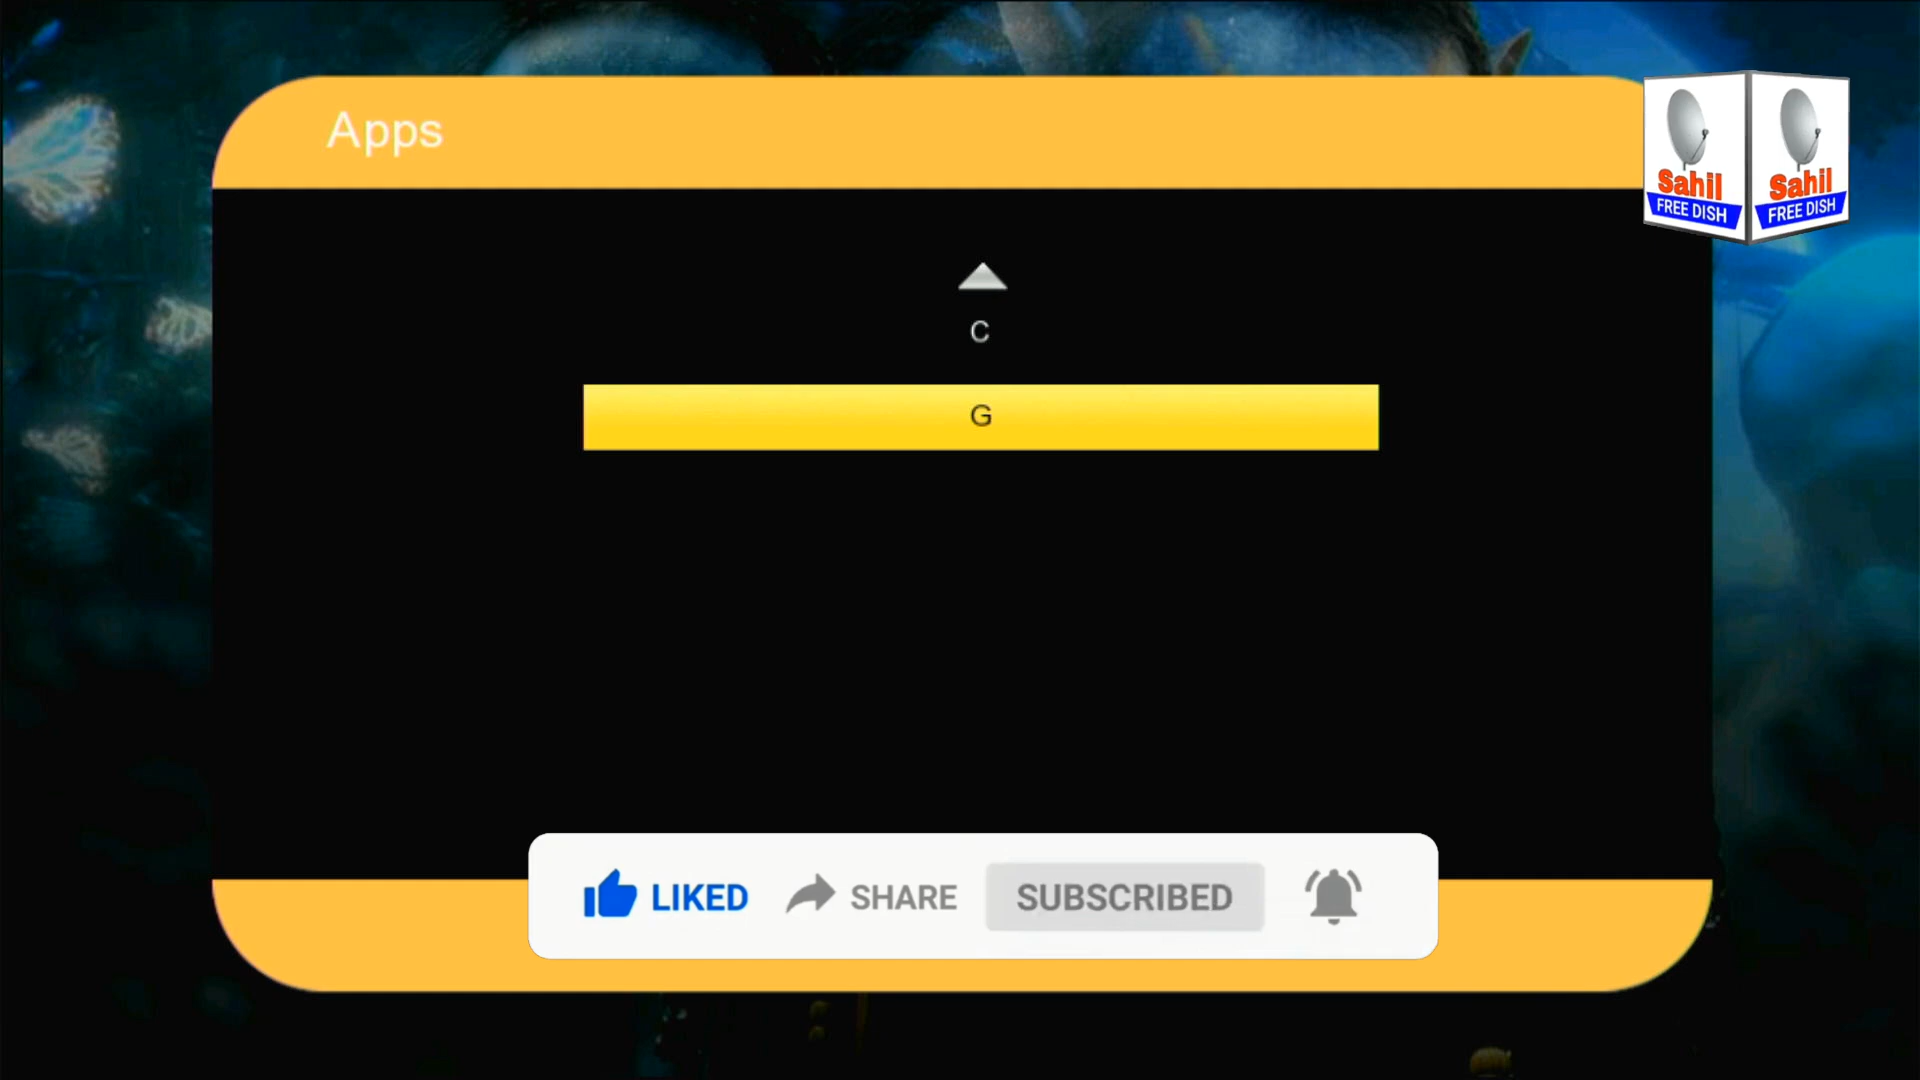 Apps
Sahil
FREE DISH
Sahil
FREE DISH
C
G
LIKED
SHARE
SUBSCRIBED